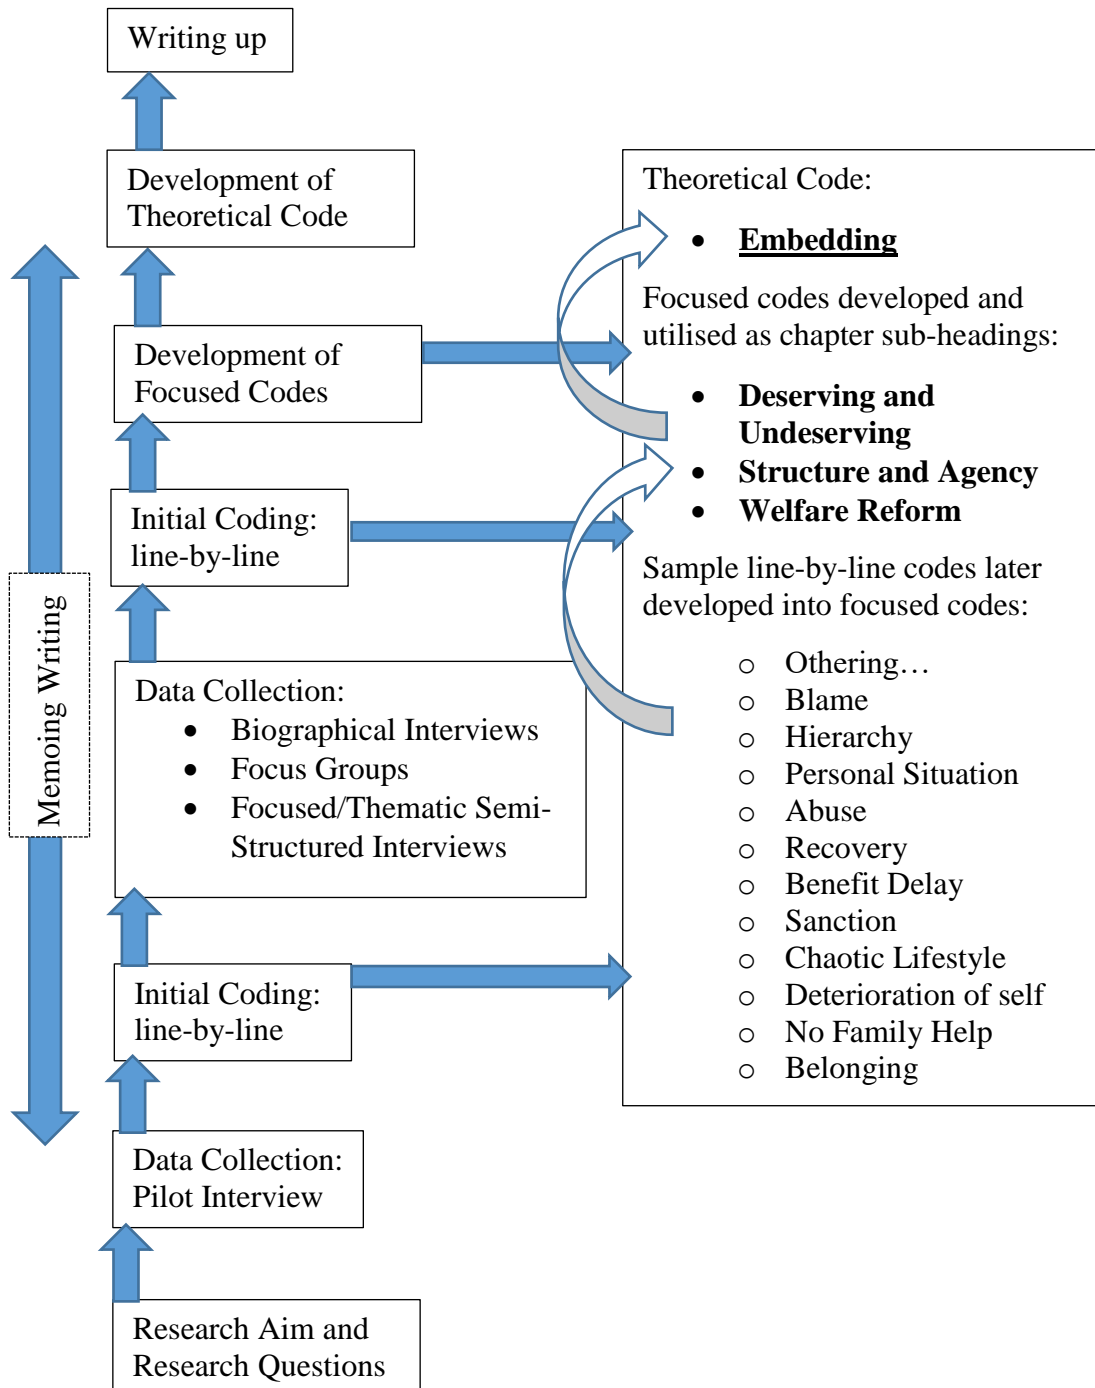 Writing up
Development of
Theoretical Code
Development of
Focused Codes
Initial Coding:
line-by-line
Memoing Writing
Data Collection:
• Biographical Interviews
• Focus Groups
• Focused/Thematic Semi-
Structured Interviews
Initial Coding:
line-by-line
Data Collection:
Pilot Interview
Research Aim and
Research Questions
Theoretical Code:
• Embedding
Focused codes developed and
utilised as chapter sub-headings:
• Deserving and
Undeserving
• Structure and Agency
• Welfare Reform
Sample line-by-line codes later
developed into focused codes:
o Othering…
o Blame
o Hierarchy
o Personal Situation
o Abuse
o Recovery
o Benefit Delay
o Sanction
o Chaotic Lifestyle
o Deterioration of self
o No Family Help
o Belonging